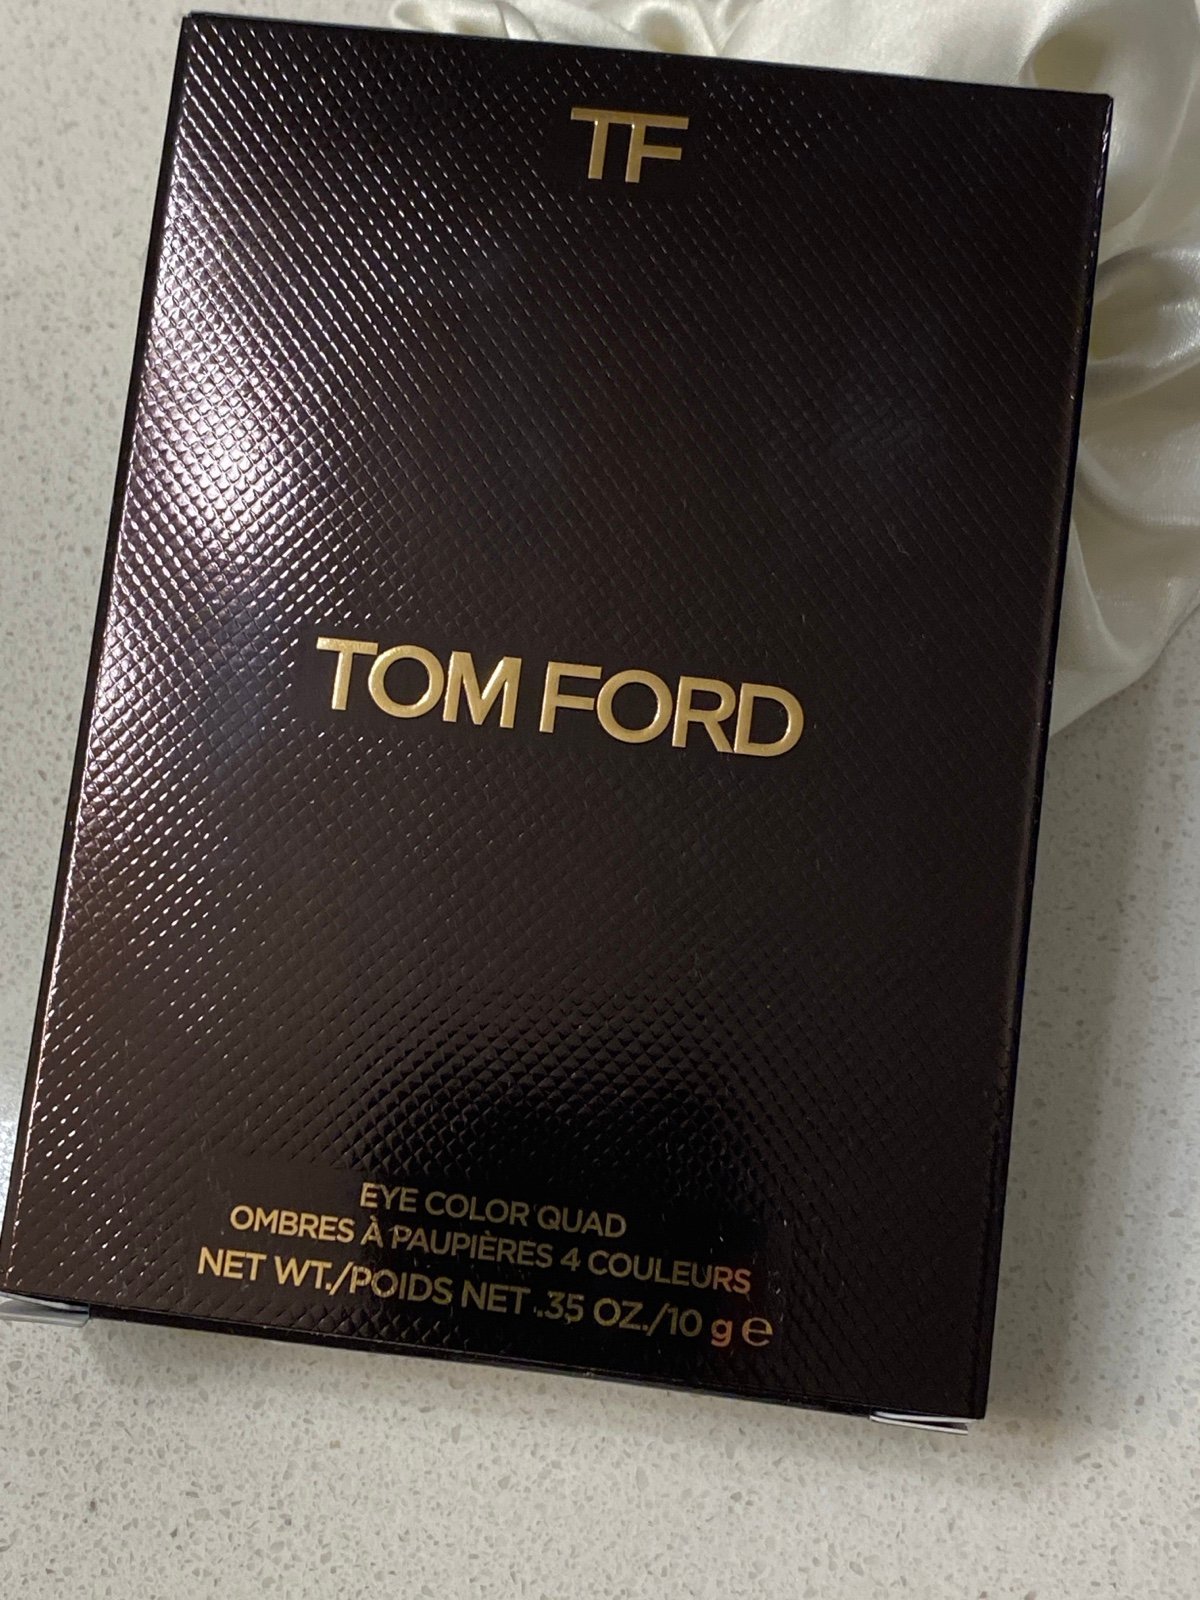 TF
TOM FORD
EYE COLOR QUAD
OMBRES À PAUPIÈRES 4 COULEURS
NET WT./POIDS NET .35 OZ./10 g ℮